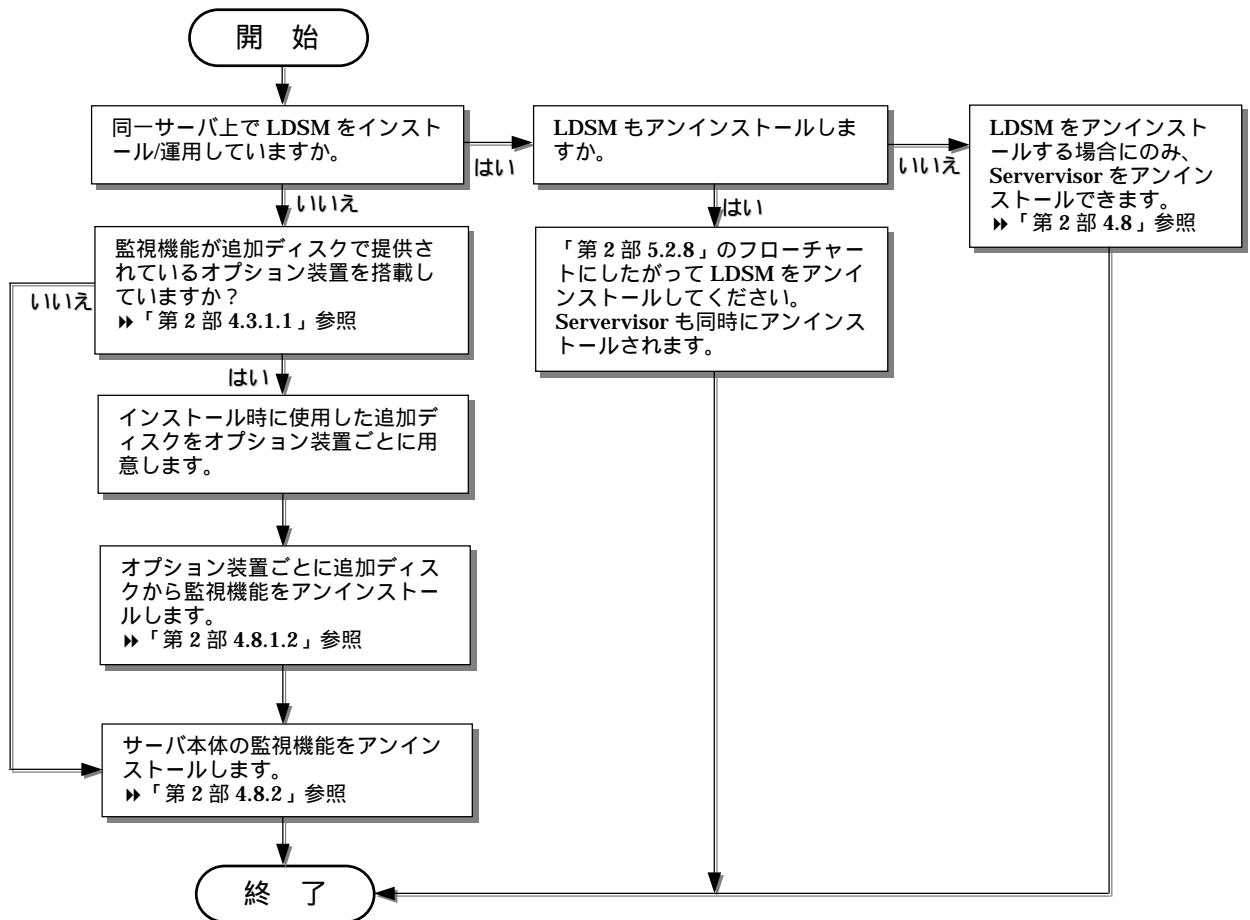 開 始
同一サーバ上で LDSM をインスト
ール/運用していますか。
はい
LDSM もアンインストールしま
すか。
いいえ
LDSM をアンインスト
ールする場合にのみ、
Servervisor をアンイン
ストールできます。
▸▸「第 2 部 4.8」参照
いいえ
はい
監視機能が追加ディスクで提供さ
れているオプション装置を搭載し
ていますか？
▸▸「第 2 部 4.3.1.1」参照
いいえ
はい
「第 2 部 5.2.8」のフローチャー
トにしたがって LDSM をアンイ
ンストールしてください。
Servervisor も同時にアンインス
トールされます。
インストール時に使用した追加デ
ィスクをオプション装置ごとに用
意します。
オプション装置ごとに追加ディス
クから監視機能をアンインストー
ルします。
▸▸「第 2 部 4.8.1.2」参照
サーバ本体の監視機能をアンイン
ストールします。
▸▸「第 2 部 4.8.2」参照
終 了